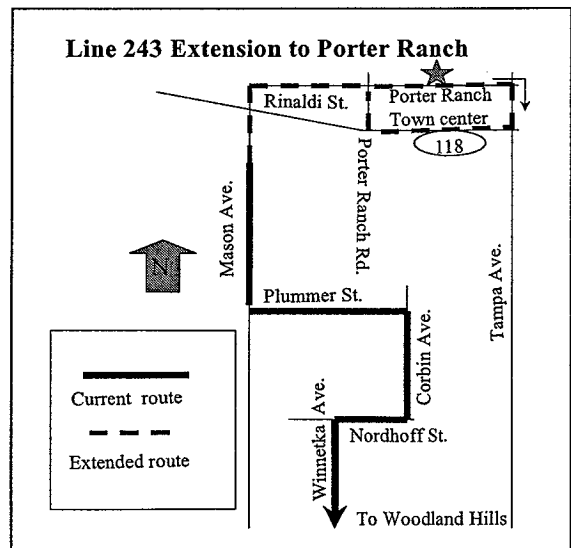 Line 243 Extension to Porter Ranch
Rinaldi St.
Porter Ranch
Town center
118
Porter
Ranch Rd.
Mason Ave.
Tampa Ave.
N
Plummer St.
Corbin Ave.
Winnetka Ave.
Nordhoff St.
Current route
Extended route
To Woodland Hills